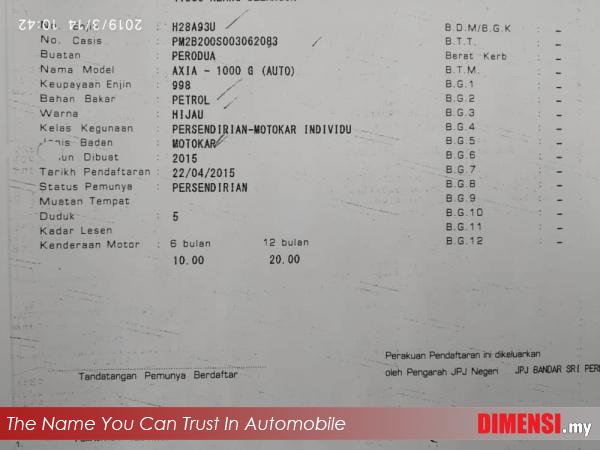 2019/3/14 10:42
H28A93U
No. Casis : PM2B200S003062083
Buatan : PERODUA
Nama Model : AXIA - 1000 G (AUTO)
Keupayaan Enjin : 998
Bahan Bakar : PETROL
Warna : HIJAU
Kelas Kegunaan : PERSENDIRIAN-MOTOKAR INDIVIDU
Badan : MOTOKAR
Dibuat : 2015
Tarikh Pendaftaran : 22/04/2015
Status Pemunya : PERSENDIRIAN
Muatan Tempat
Duduk : 5
Kadar Lesen
Kenderaan Motor : 6 bulan 12 bulan
10.00 20.00
B.D.M/B.G.K : -
B.T.T. : -
Berat Kerb : -
B.T.M. : -
B.G.1 : -
B.G.2 : -
B.G.3 : -
B.G.4 : -
B.G.5 : -
B.G.6 : -
B.G.7 : -
B.G.8 : -
B.G.9 : -
B.G.10 : -
B.G.11 : -
B.G.12 : -
Tandatangan Pemunya Berdaftar
Perakuan Pendaftaran ini dikeluarkan
oleh Pengarah JPJ Negeri JPJ BANDAR SRI
The Name You Can Trust In Automobile
DIMENSI.my
1.